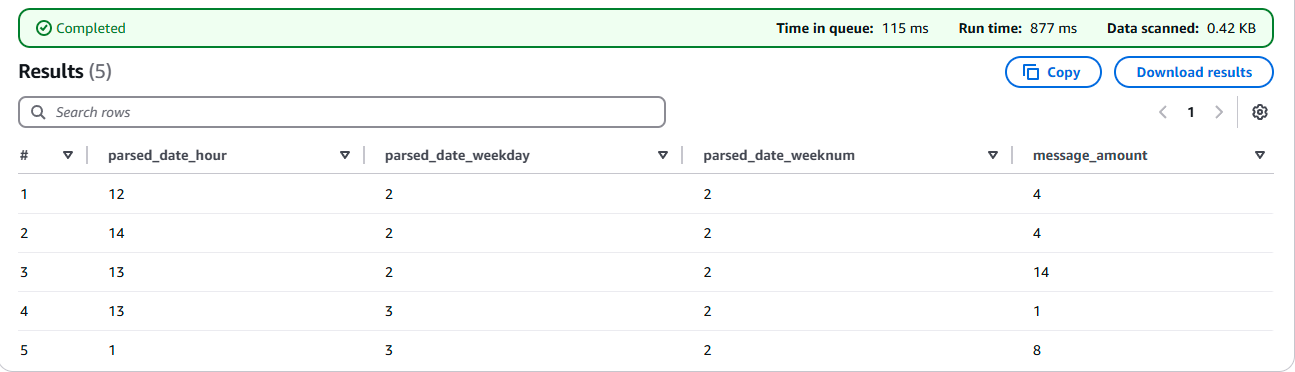 Completed Time in queue: 115 ms Run time: 877 ms Data scanned: 0.42 KB
Results (5) Copy Download results
Search rows 1
# parsed_date_hour parsed_date_weekday parsed_date_weeknum message_amount
1 12 2 2 4
2 14 2 2 4
3 13 2 2 14
4 13 3 2 1
5 1 3 2 8